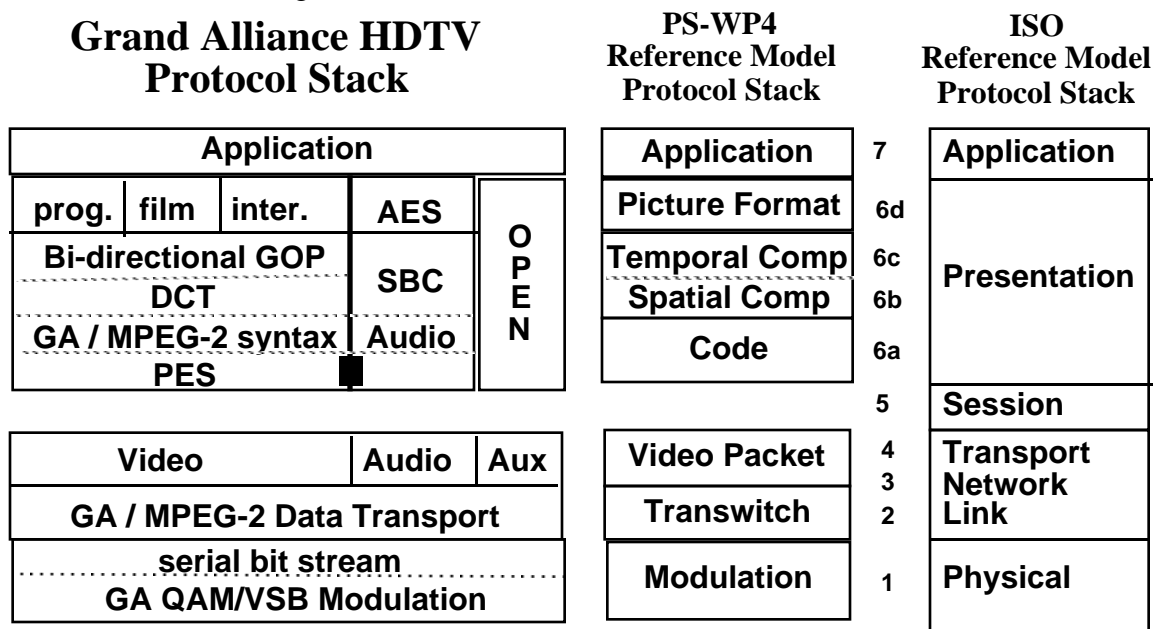 Grand Alliance HDTV
Protocol Stack
PS-WP4
Reference Model
Protocol Stack
ISO
Reference Model
Protocol Stack
Application
prog. film inter. AES
Bi-directional GOP
DCT
SBC
GA / MPEG-2 syntax Audio
PES
OPEN
Video Audio Aux
GA / MPEG-2 Data Transport
serial bit stream
GA QAM/VSB Modulation
Application
Picture Format
Temporal Comp
Spatial Comp
Code
Video Packet
Transwitch
Modulation
7
6d
6c
6b
6a
5
4
3
2
1
Application
Presentation
Session
Transport
Network
Link
Physical